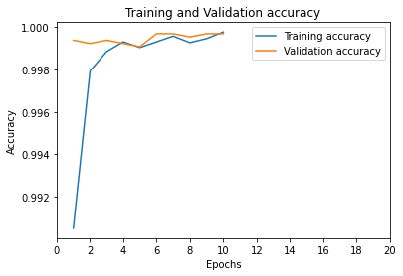 Training and Validation accuracy
1.000
0.998
0.996
0.994
0.992
Accuracy
Training accuracy
Validation accuracy
0 2 4 6 8 10 12 14 16 18 20
Epochs